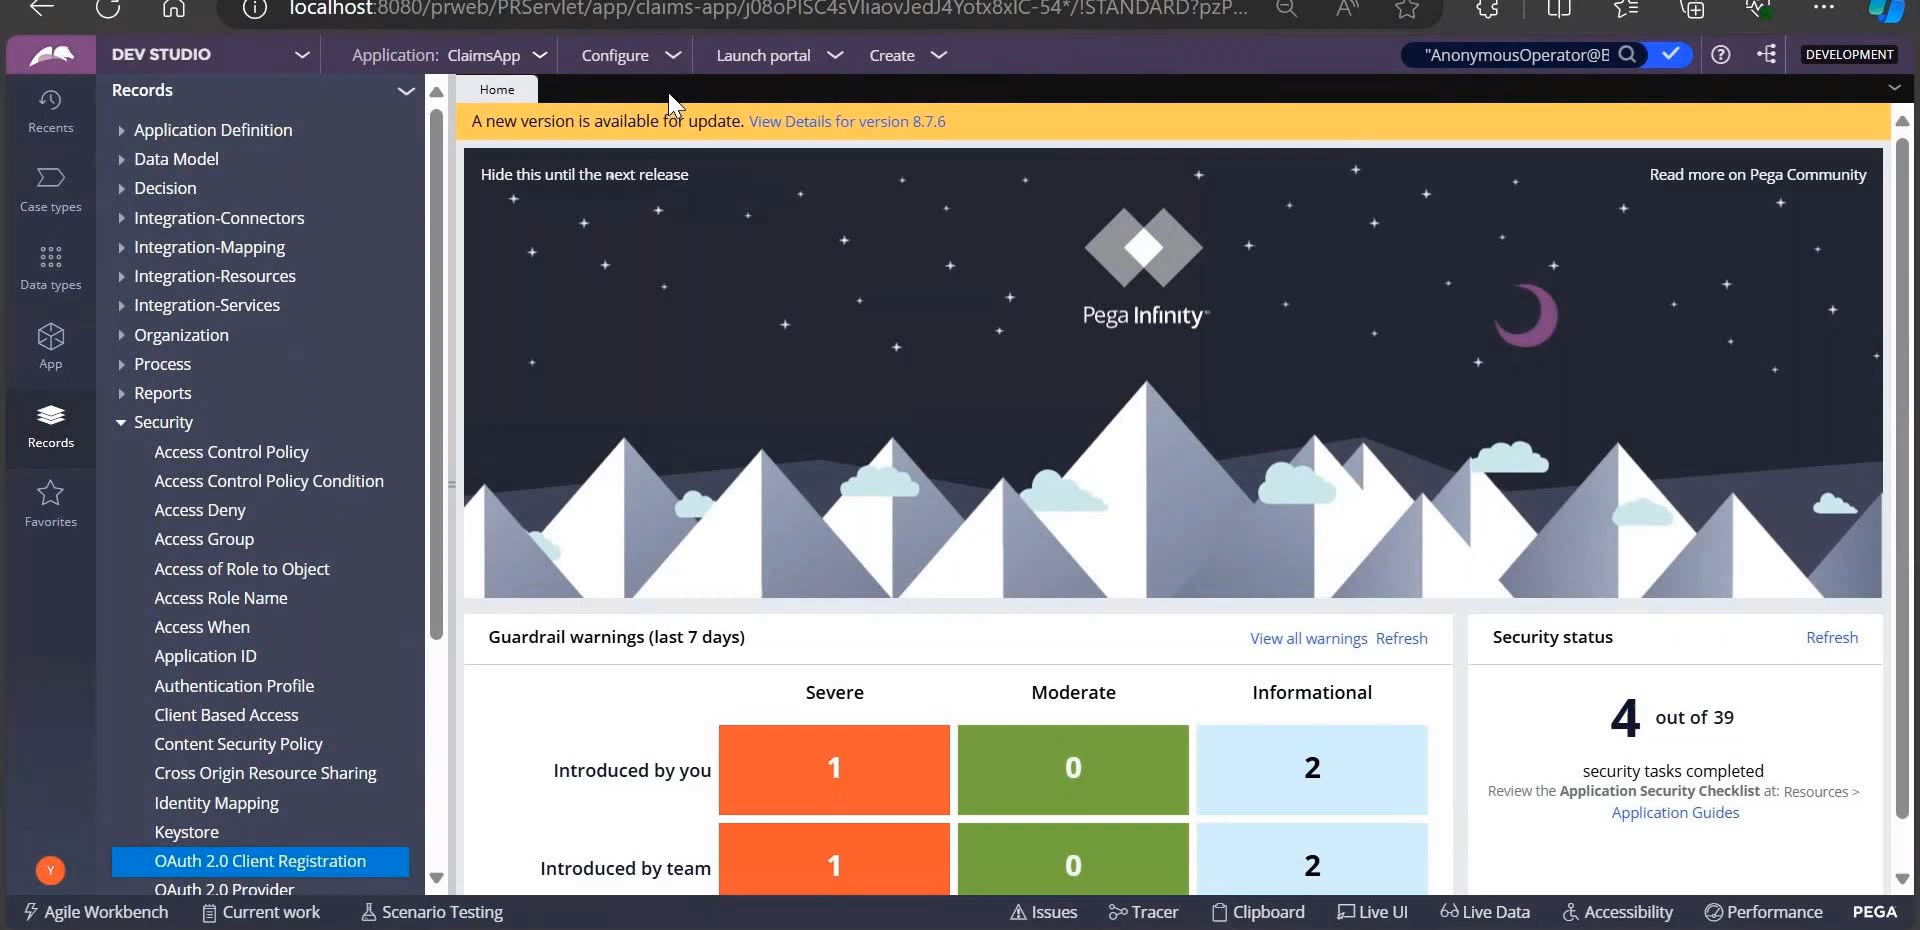 localhost:8080/prweb/PRServlet/app/claims-app/
DEV STUDIO
Application: ClaimsApp
Configure
Launch portal
Create
"AnonymousOperator@B
DEVELOPMENT
Recents
Case types
Data types
App
Records
Favorites
Y
Records
Application Definition
Data Model
Decision
Integration-Connectors
Integration-Mapping
Integration-Resources
Integration-Services
Organization
Process
Reports
Security
Access Control Policy
Access Control Policy Condition
Access Deny
Access Group
Access of Role to Object
Access Role Name
Access When
Application ID
Authentication Profile
Client Based Access
Content Security Policy
Cross Origin Resource Sharing
Identity Mapping
Keystore
OAuth 2.0 Client Registration
OAuth 2.0 Provider
Home
A new version is available for update. View Details for version 8.7.6
Hide this until the next release
Read more on Pega Community
Pega Infinity
Guardrail warnings (last 7 days)
View all warnings Refresh
Severe Moderate Informational
Introduced by you 1 0 2
Introduced by team 1 0 2
Security status
Refresh
4 out of 39
security tasks completed
Review the Application Security Checklist at: Resources >
Application Guides
Agile Workbench
Current work
Scenario Testing
Issues
Tracer
Clipboard
Live UI
Live Data
Accessibility
Performance
PEGA